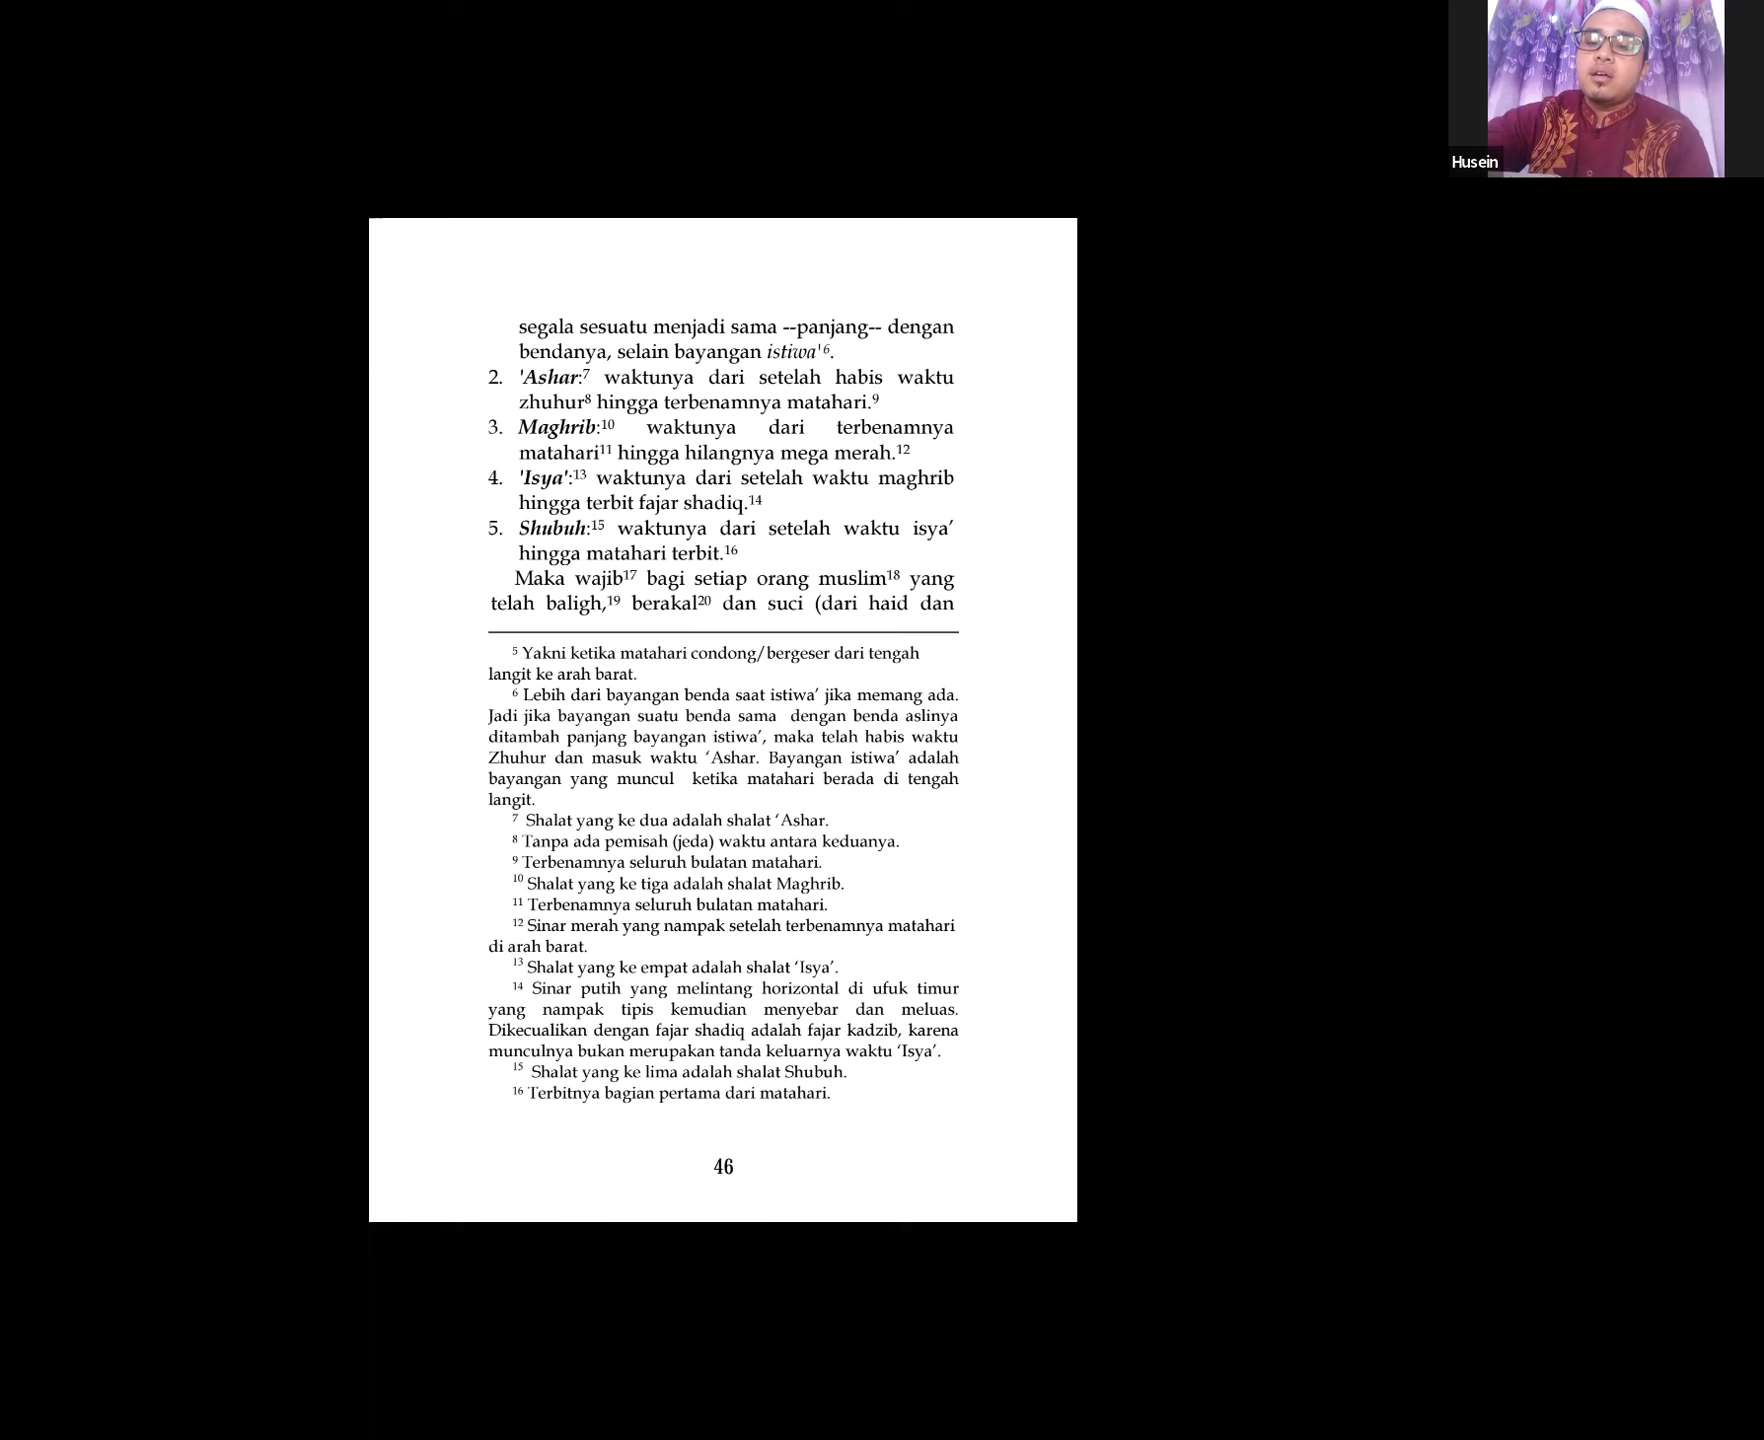 Husein
segala sesuatu menjadi sama --panjang-- dengan
bendanya, selain bayangan istiwa'⁶.
2. 'Ashar:⁷ waktunya dari setelah habis waktu
zhuhur⁸ hingga terbenamnya matahari.⁹
3. Maghrib:¹⁰ waktunya dari terbenamnya
matahari¹¹ hingga hilangnya mega merah.¹²
4. 'Isya':¹³ waktunya dari setelah waktu maghrib
hingga terbit fajar shadiq.¹⁴
5. Shubuh:¹⁵ waktunya dari setelah waktu isya’
hingga matahari terbit.¹⁶
Maka wajib¹⁷ bagi setiap orang muslim¹⁸ yang
telah baligh,¹⁹ berakal²⁰ dan suci (dari haid dan
⁵ Yakni ketika matahari condong/bergeser dari tengah
langit ke arah barat.
⁶ Lebih dari bayangan benda saat istiwa’ jika memang ada.
Jadi jika bayangan suatu benda sama dengan benda aslinya
ditambah panjang bayangan istiwa’, maka telah habis waktu
Zhuhur dan masuk waktu ‘Ashar. Bayangan istiwa’ adalah
bayangan yang muncul ketika matahari berada di tengah
langit.
⁷ Shalat yang ke dua adalah shalat ‘Ashar.
⁸ Tanpa ada pemisah (jeda) waktu antara keduanya.
⁹ Terbenamnya seluruh bulatan matahari.
¹⁰ Shalat yang ke tiga adalah shalat Maghrib.
¹¹ Terbenamnya seluruh bulatan matahari.
¹² Sinar merah yang nampak setelah terbenamnya matahari
di arah barat.
¹³ Shalat yang ke empat adalah shalat ‘Isya’.
¹⁴ Sinar putih yang melintang horizontal di ufuk timur
yang nampak tipis kemudian menyebar dan meluas.
Dikecualikan dengan fajar shadiq adalah fajar kadzib, karena
munculnya bukan merupakan tanda keluarnya waktu ‘Isya’.
¹⁵ Shalat yang ke lima adalah shalat Shubuh.
¹⁶ Terbitnya bagian pertama dari matahari.
46